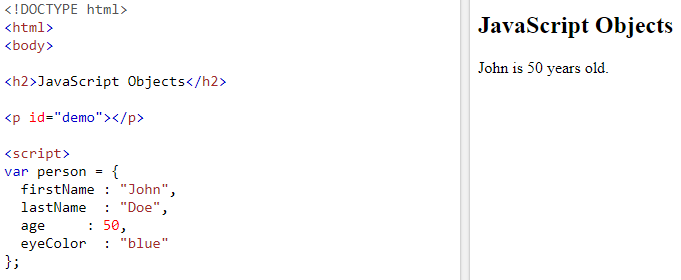 <!DOCTYPE html>
<html>
<body>
<h2>JavaScript Objects</h2>
<p id="demo"></p>
<script>
var person = {
  firstName : "John",
  lastName  : "Doe",
  age     : 50,
  eyeColor  : "blue"
};
JavaScript Objects
John is 50 years old.